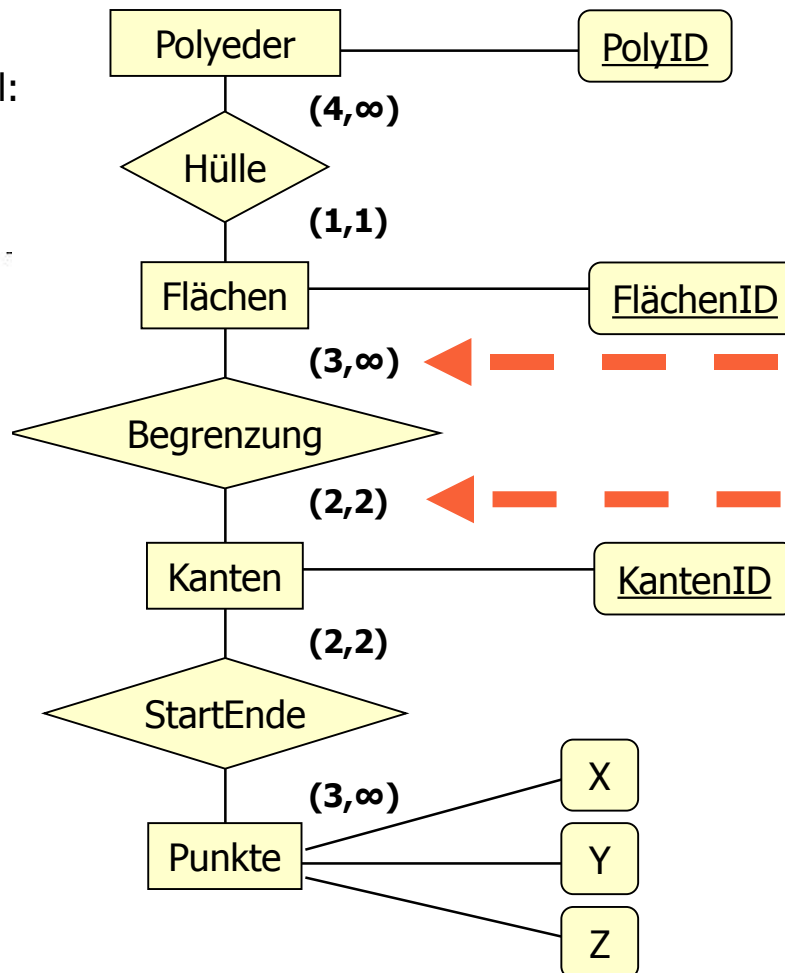 Polyeder PolyID
l:
(4,∞)
Hülle
(1,1)
Flächen FlächenID
(3,∞)
Begrenzung
(2,2)
Kanten KantenID
(2,2)
StartEnde
(3,∞)
X
Punkte Y
Z